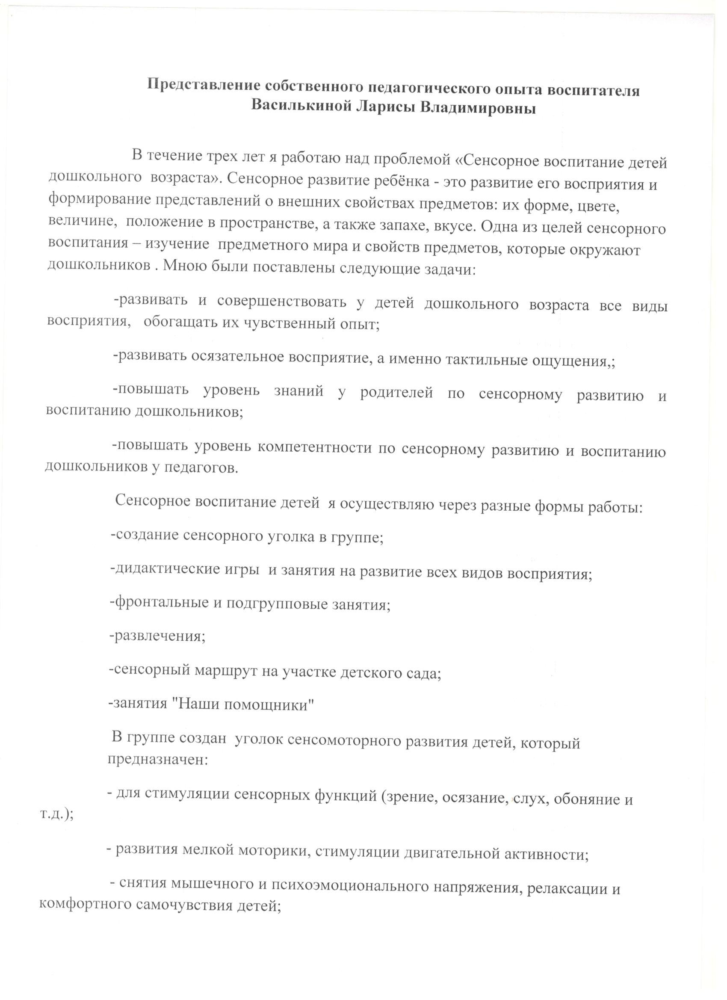 Представление собственного педагогического опыта воспитателя
Василькиной Ларисы Владимировны
В течение трех лет я работаю над проблемой «Сенсорное воспитание детей
дошкольного возраста». Сенсорное развитие ребёнка - это развитие его восприятия и
формирование представлений о внешних свойствах предметов: их форме, цвете,
величине, положение в пространстве, а также запахе, вкусе. Одна из целей сенсорного
воспитания – изучение предметного мира и свойств предметов, которые окружают
дошкольников . Мною были поставлены следующие задачи:
-развивать и совершенствовать у детей дошкольного возраста все виды
восприятия, обогащать их чувственный опыт;
-развивать осязательное восприятие, а именно тактильные ощущения,;
-повышать уровень знаний у родителей по сенсорному развитию и
воспитанию дошкольников;
-повышать уровень компетентности по сенсорному развитию и воспитанию
дошкольников у педагогов.
Сенсорное воспитание детей я осуществляю через разные формы работы:
-создание сенсорного уголка в группе;
-дидактические игры и занятия на развитие всех видов восприятия;
-фронтальные и подгрупповые занятия;
-развлечения;
-сенсорный маршрут на участке детского сада;
-занятия "Наши помощники"
В группе создан уголок сенсомоторного развития детей, который
предназначен:
- для стимуляции сенсорных функций (зрение, осязание, слух, обоняние и
т.д.);
- развития мелкой моторики, стимуляции двигательной активности;
- снятия мышечного и психоэмоционального напряжения, релаксации и
комфортного самочувствия детей;